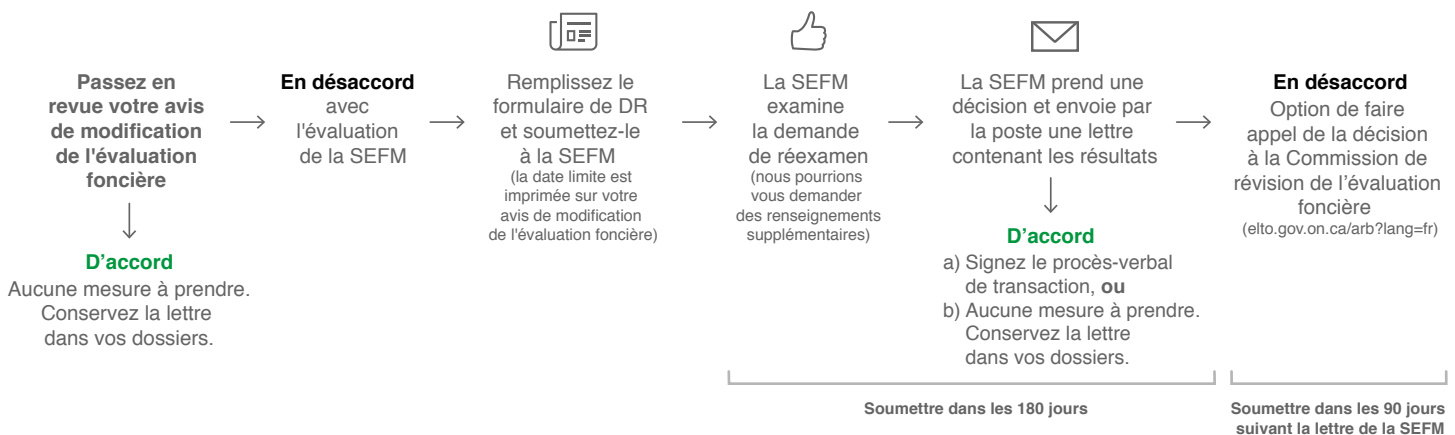 Passez en
revue votre avis
de modification
de l'évaluation
foncière
D'accord
Aucune mesure à prendre.
Conservez la lettre
dans vos dossiers.
En désaccord
avec
l'évaluation
de la SEFM
Remplissez le
formulaire de DR
et soumettez-le
à la SEFM
(la date limite est
imprimée sur votre
avis de modification
de l'évaluation foncière)
La SEFM
examine
la demande
de réexamen
(nous pourrions
vous demander
des renseignements
supplémentaires)
La SEFM prend une
décision et envoie par
la poste une lettre
contenant les résultats
D'accord
a) Signez le procès-verbal
de transaction, ou
b) Aucune mesure à prendre.
Conservez la lettre
dans vos dossiers.
En désaccord
Option de faire
appel de la décision
à la Commission de
révision de l'évaluation
foncière
(elto.gov.on.ca/arb?lang=fr)
Soumettre dans les 180 jours
Soumettre dans les 90 jours
suivant la lettre de la SEFM